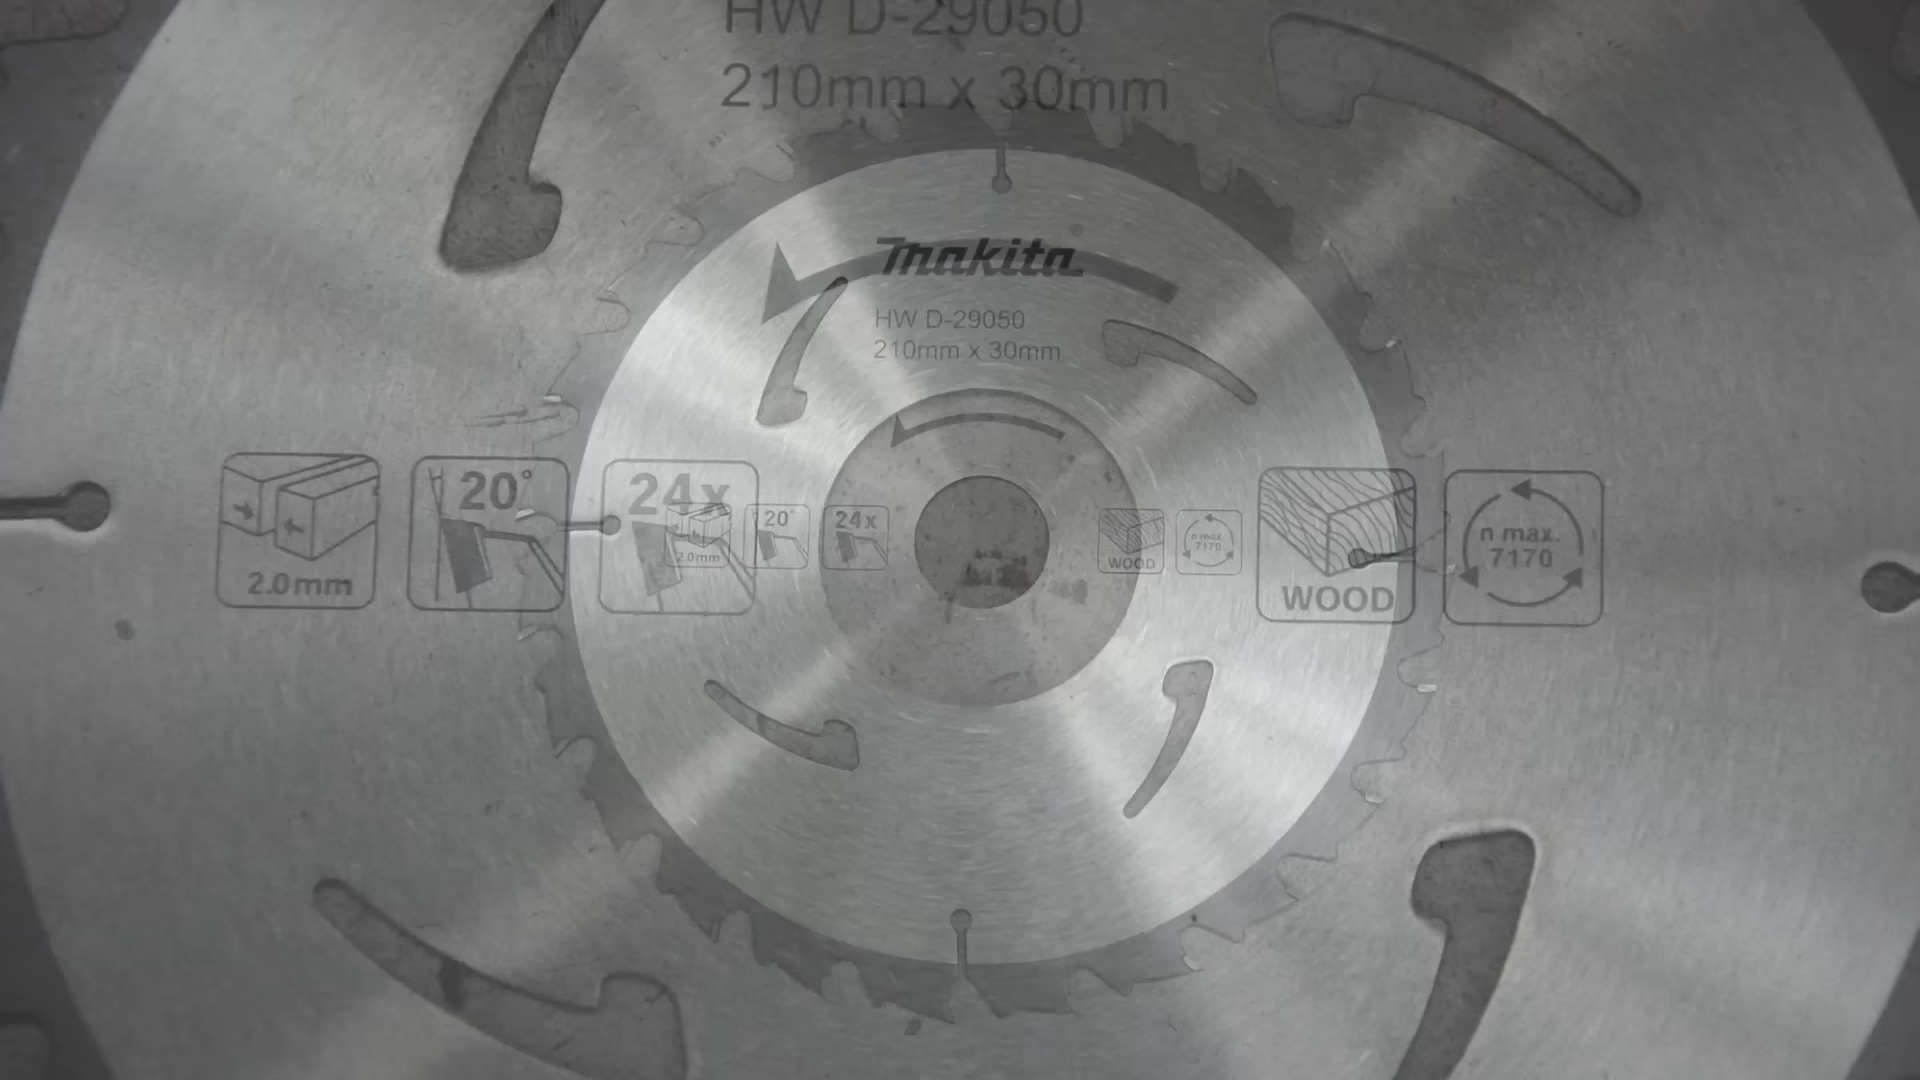 HW D-29050
210mm x 30mm
Makita®
HW D-29050
210mm x 30mm
20°
24x
2.0mm
WOOD
n max.
7170
2.0mm
20°
24x
WOOD
n max.
7170